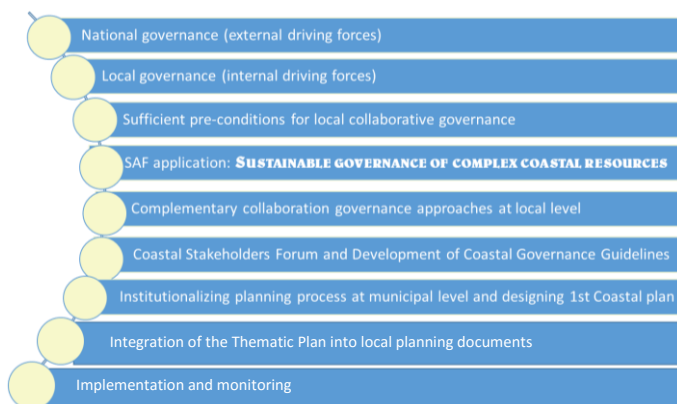 National governance (external driving forces)
Local governance (internal driving forces)
Sufficient pre-conditions for local collaborative governance
SAF application: SUSTAINABLE GOVERNANCE OF COMPLEX COASTAL RESOURCES
Complementary collaboration governance approaches at local level
Coastal Stakeholders Forum and Development of Coastal Governance Guidelines
Institutionalizing planning process at municipal level and designing 1st Coastal plan
Integration of the Thematic Plan into local planning documents
Implementation and monitoring